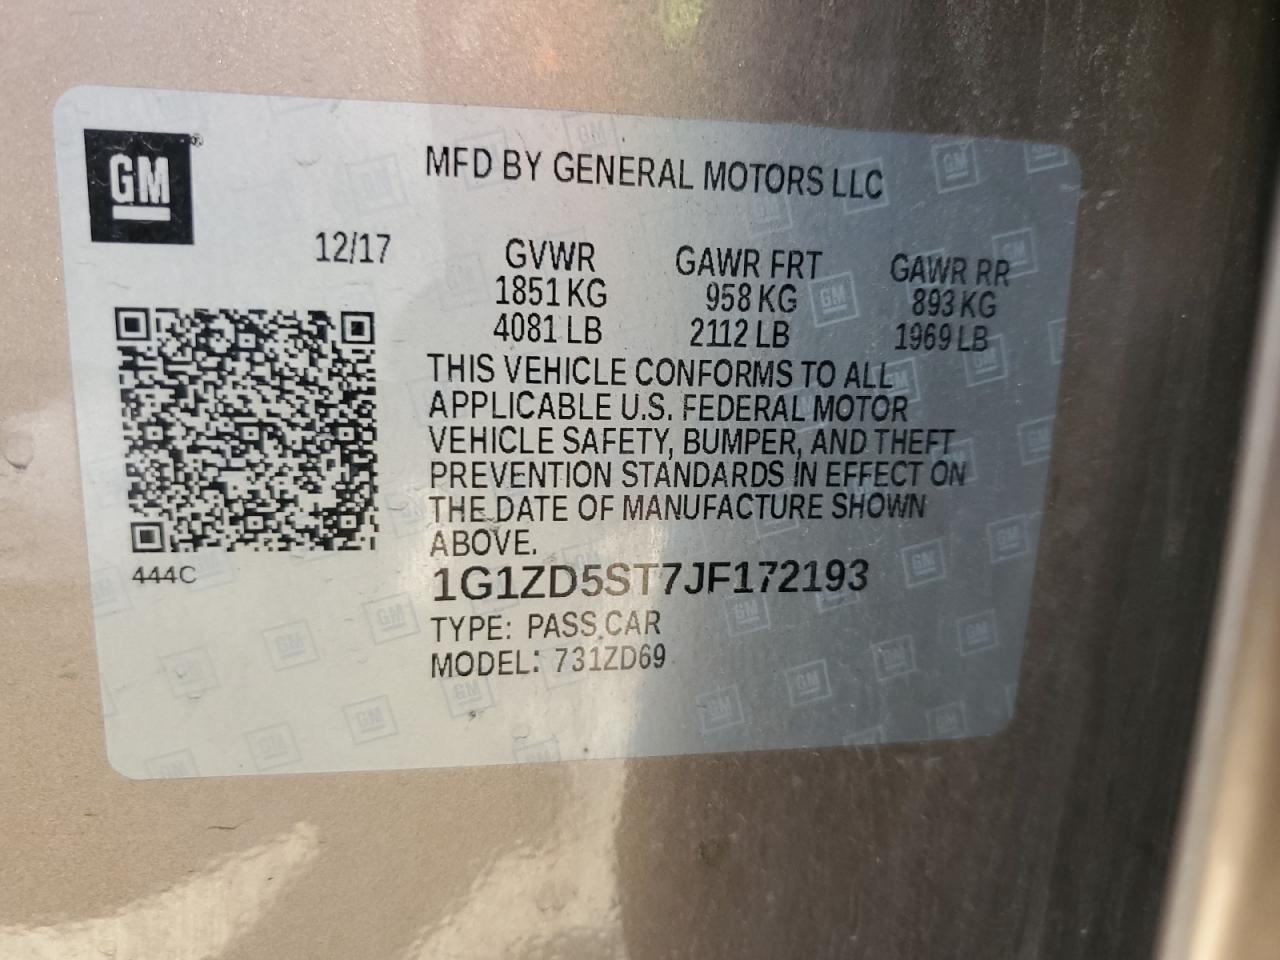 GM®
MFD BY GENERAL MOTORS LLC
12/17
GVWR GAWR FRT GAWR RR
1851 KG 958 KG 893 KG
4081 LB 2112 LB 1969 LB
THIS VEHICLE CONFORMS TO ALL
APPLICABLE U.S. FEDERAL MOTOR
VEHICLE SAFETY, BUMPER, AND THEFT
PREVENTION STANDARDS IN EFFECT ON
THE DATE OF MANUFACTURE SHOWN
ABOVE.
444C
1G1ZD5ST7JF172193
TYPE: PASS CAR
MODEL: 731ZD69